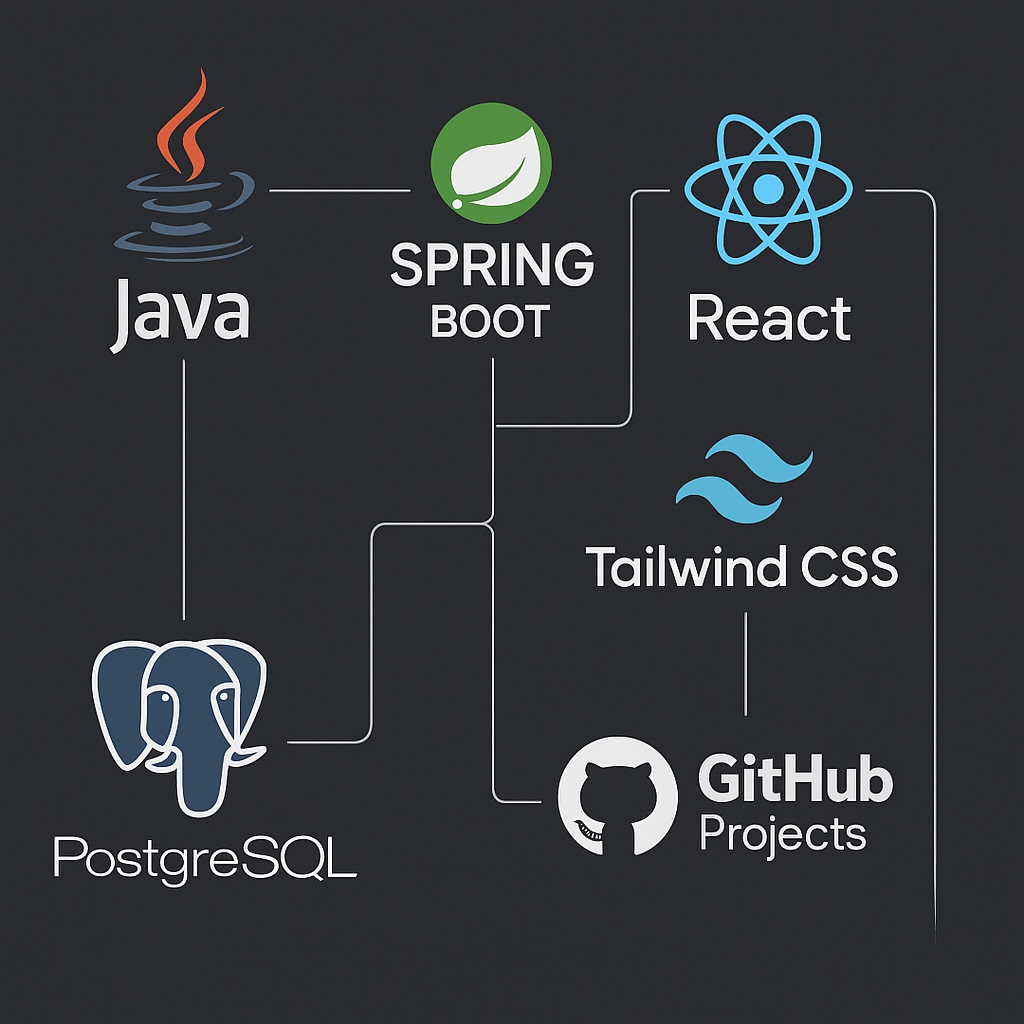 Java
SPRING
BOOT
React
Tailwind CSS
PostgreSQL
GitHub
Projects